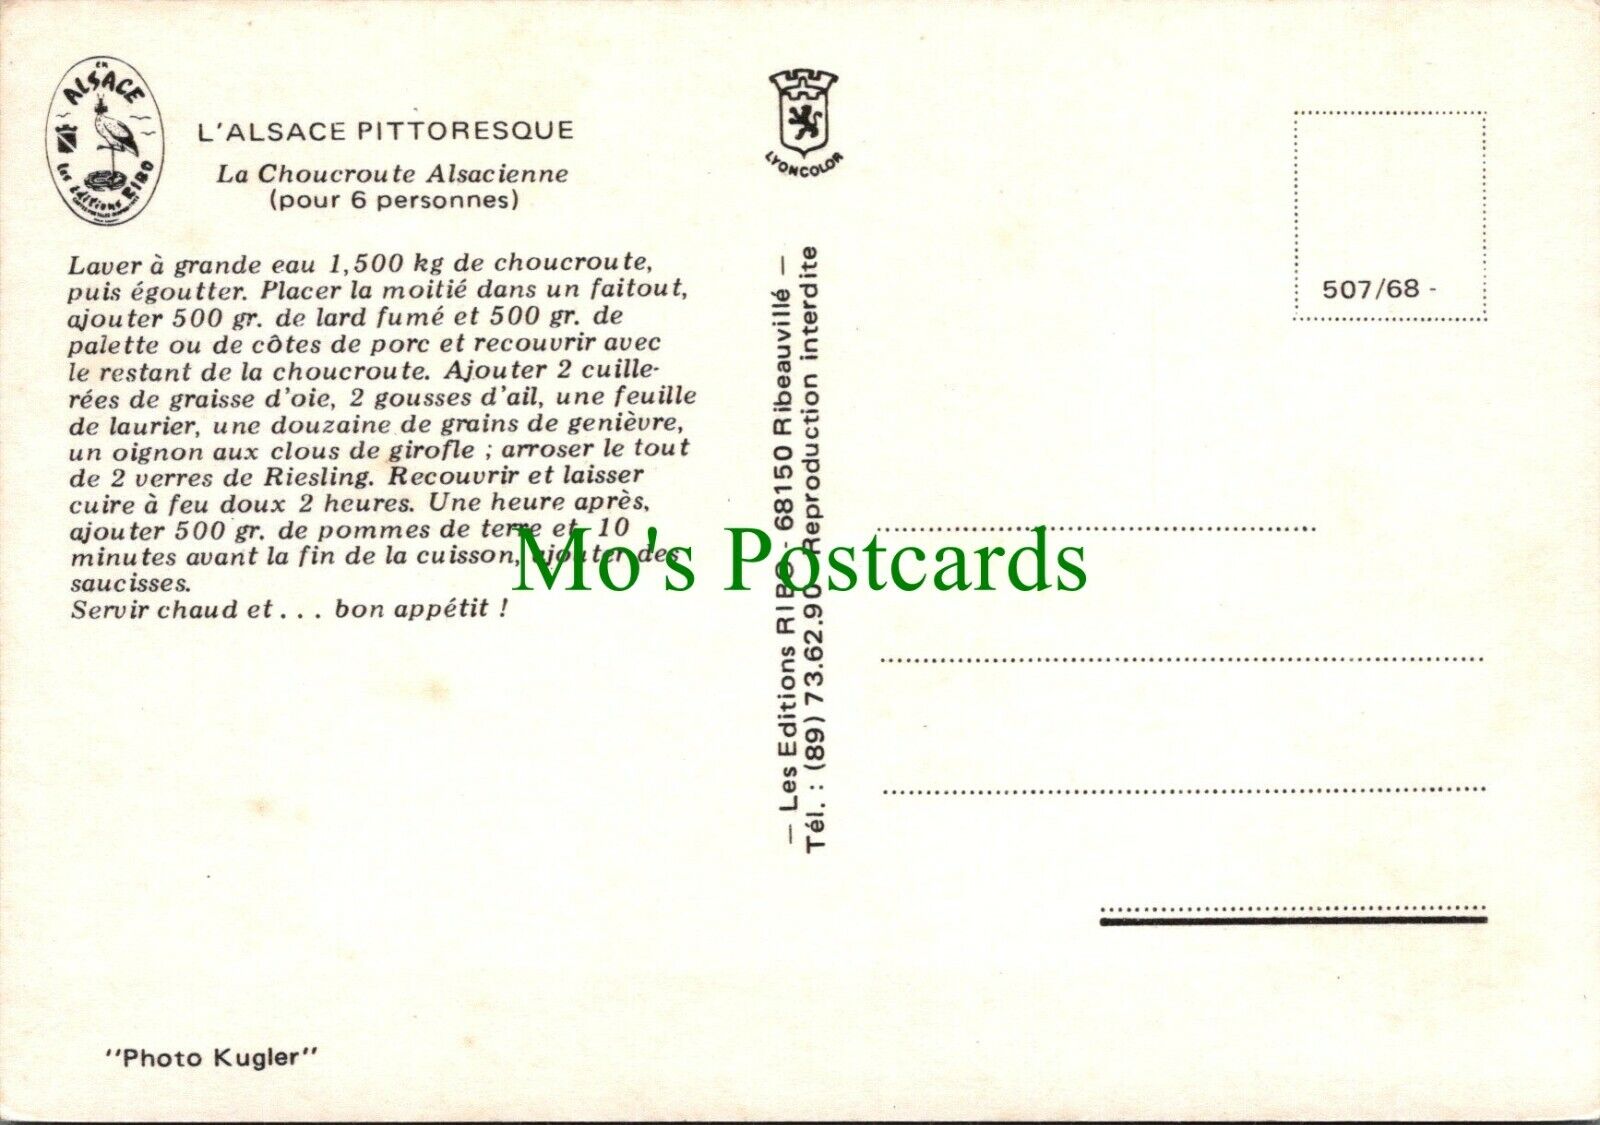 EN
ALSACE
Les éditions RIBO
L'ALSACE PITTORESQUE
La Choucroute Alsacienne
(pour 6 personnes)
Laver à grande eau 1,500 kg de choucroute,
puis égoutter. Placer la moitié dans un faitout,
ajouter 500 gr. de lard fumé et 500 gr. de
palette ou de côtes de porc et recouvrir avec
le restant de la choucroute. Ajouter 2 cuille-
rées de graisse d'oie, 2 gousses d'ail, une feuille
de laurier, une douzaine de grains de genièvre,
un oignon aux clous de girofle ; arroser le tout
de 2 verres de Riesling. Recouvrir et laisser
cuire à feu doux 2 heures. Une heure après,
ajouter 500 gr. de pommes de terre et 10
minutes avant la fin de la cuisson, ajouter des
saucisses.
Servir chaud et . . . bon appétit !
"Photo Kugler"
LYONCOLOR
— Les Editions RIBO - 68150 Ribeauvillé —
Tél. : (89) 73.62.90 Reproduction interdite
507/68 -
Mo's Postcards